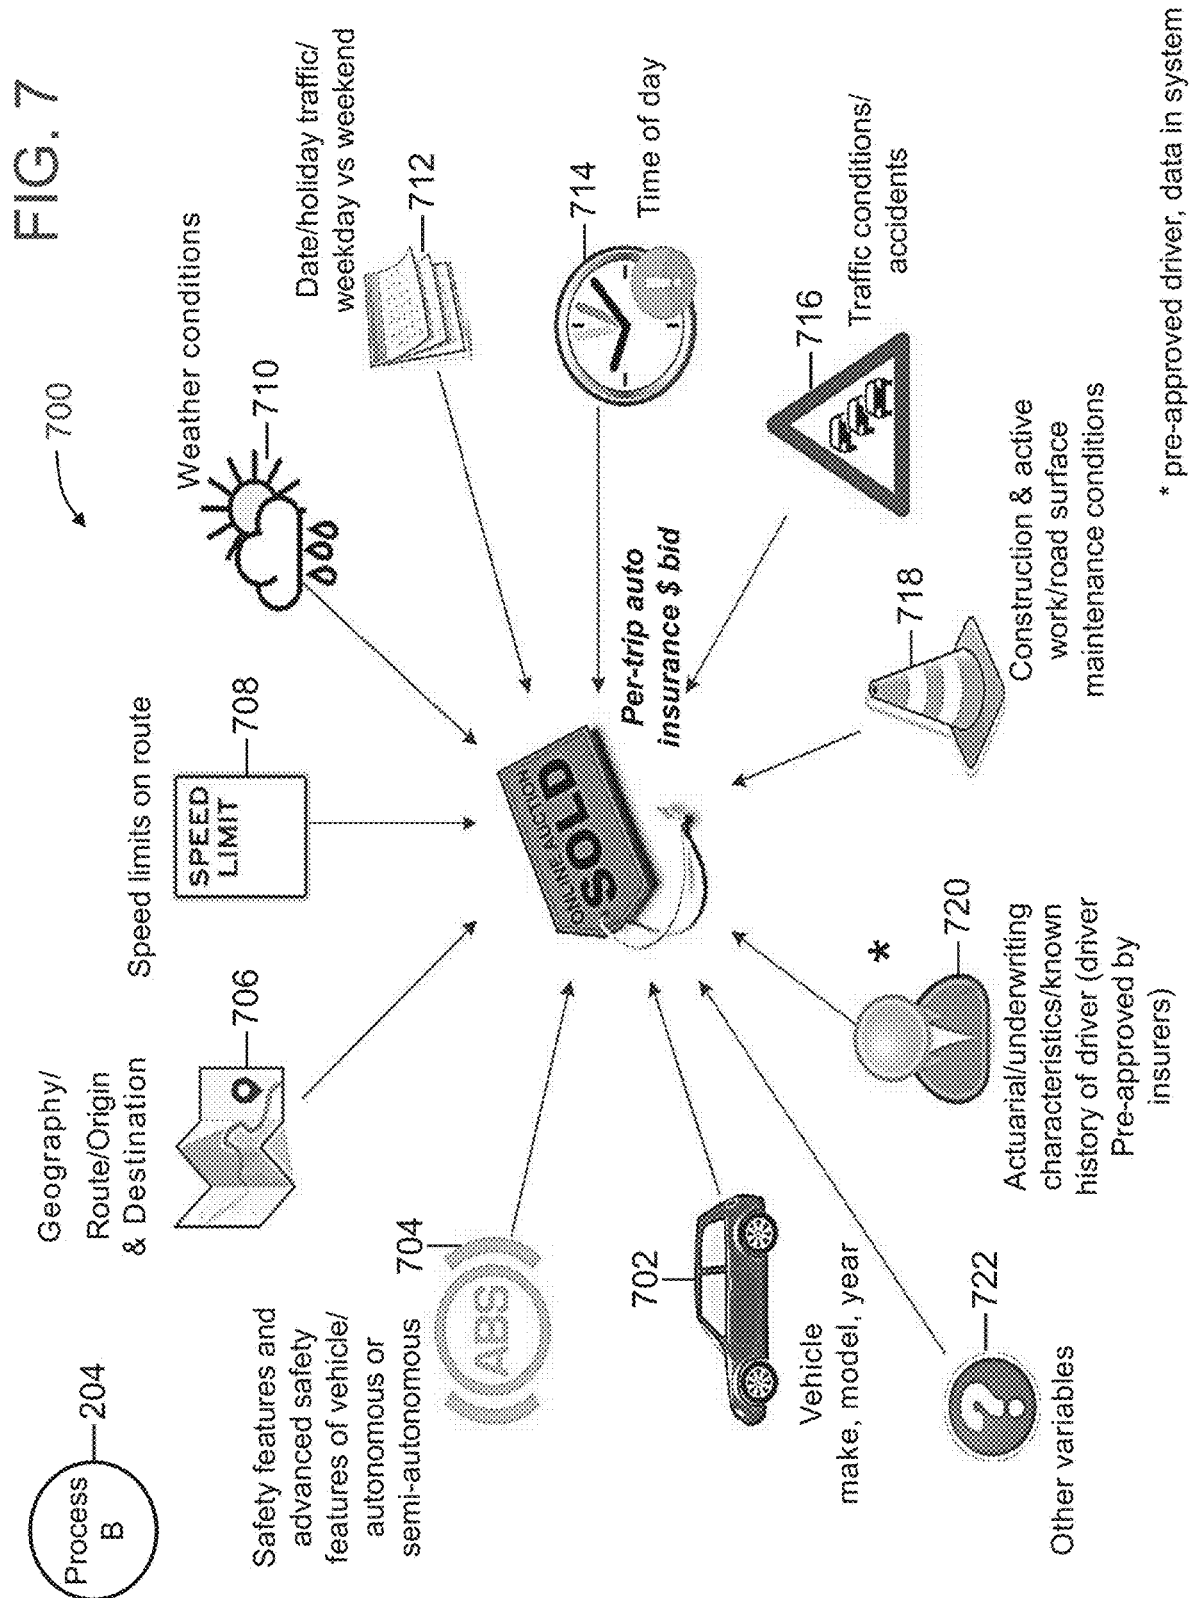 FIG. 7
700
Process
B
204
Geography/
Route/Origin
& Destination
706
Speed limits on route
SPEED
LIMIT
708
Weather conditions
710
Date/holiday traffic/
weekday vs weekend
712
Safety features and
advanced safety
features of vehicle/
autonomous or
semi-autonomous
704
ABS
ONLINE AUCTION
SOLD
Per-trip auto
insurance $ bid
714
Time of day
702
Vehicle
make, model, year
716
Traffic conditions/
accidents
?
722
Other variables
*
720
Actuarial/underwriting
characteristics/known
history of driver (driver
Pre-approved by
insurers)
718
Construction & active
work/road surface
maintenance conditions
* pre-approved driver, data in system